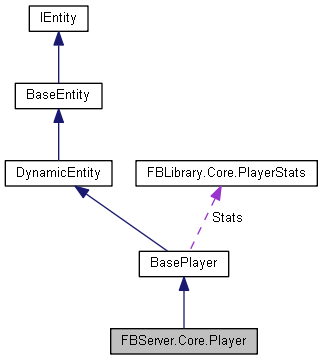 IEntity
BaseEntity
DynamicEntity
FBLibrary.Core.PlayerStats
Stats
BasePlayer
FBServer.Core.Player